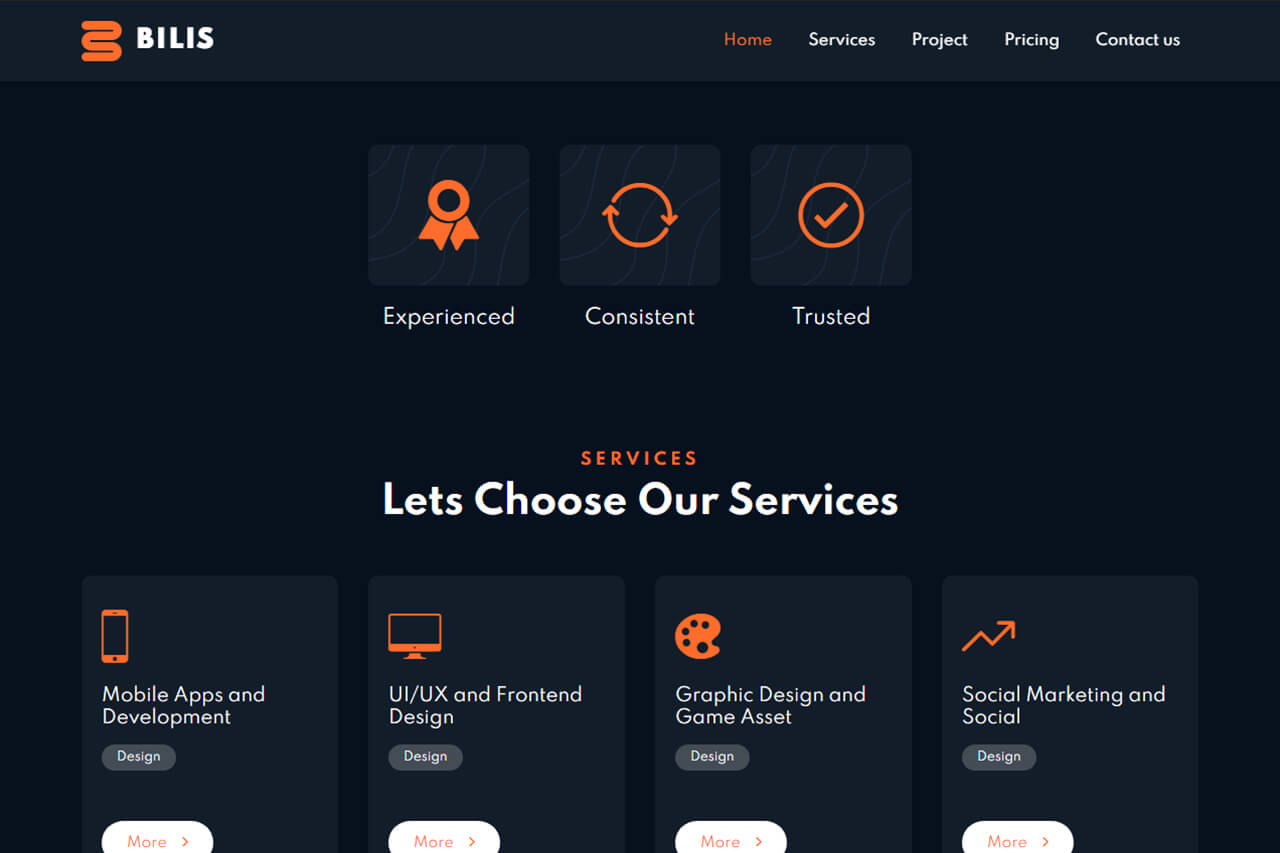 BILIS
Home Services Project Pricing Contact us
Experienced Consistent Trusted
SERVICES
Lets Choose Our Services
Mobile Apps and
Development
Design
More
UI/UX and Frontend
Design
Design
More
Graphic Design and
Game Asset
Design
More
Social Marketing and
Social
Design
More